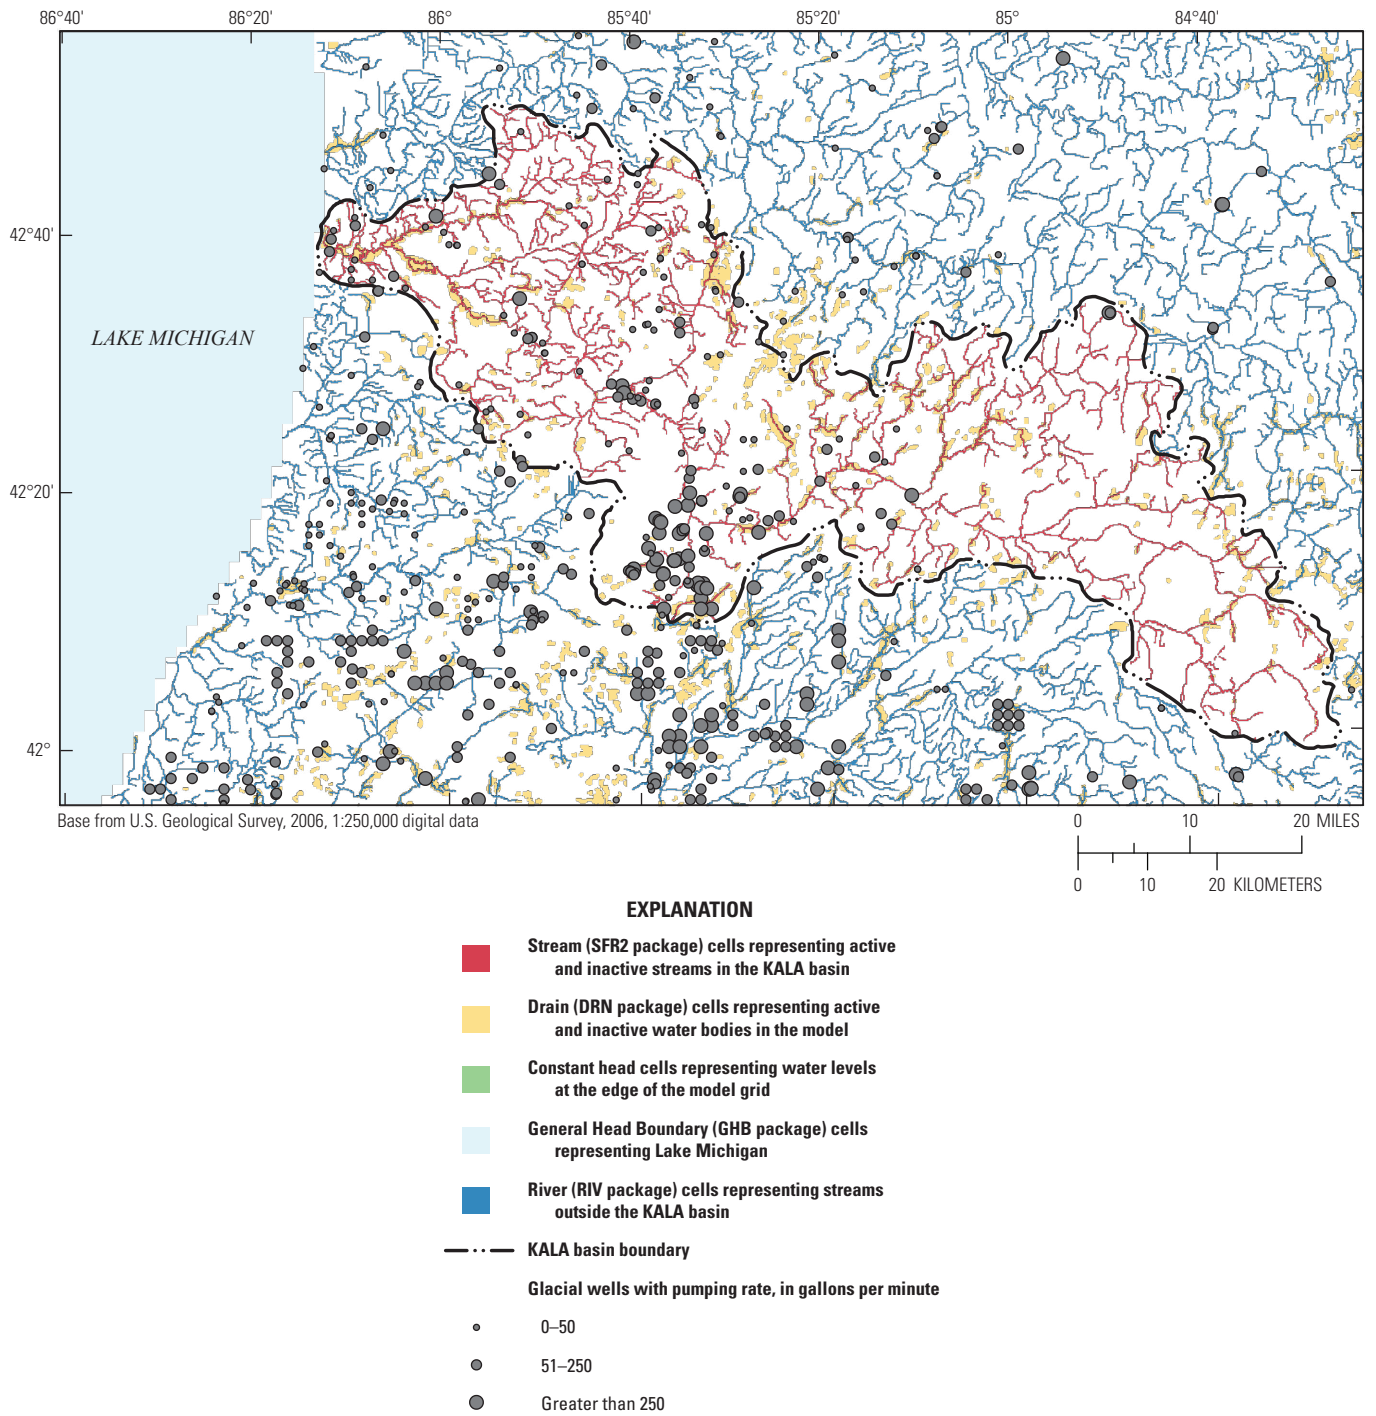 86°40' 86°20' 86° 85°40' 85°20' 85° 84°40'
42°40'
LAKE MICHIGAN
42°20'
42°
Base from U.S. Geological Survey, 2006, 1:250,000 digital data
0 10 20 MILES
0 10 20 KILOMETERS
EXPLANATION
Stream (SFR2 package) cells representing active
and inactive streams in the KALA basin
Drain (DRN package) cells representing active
and inactive water bodies in the model
Constant head cells representing water levels
at the edge of the model grid
General Head Boundary (GHB package) cells
representing Lake Michigan
River (RIV package) cells representing streams
outside the KALA basin
KALA basin boundary
Glacial wells with pumping rate, in gallons per minute
0–50
51–250
Greater than 250